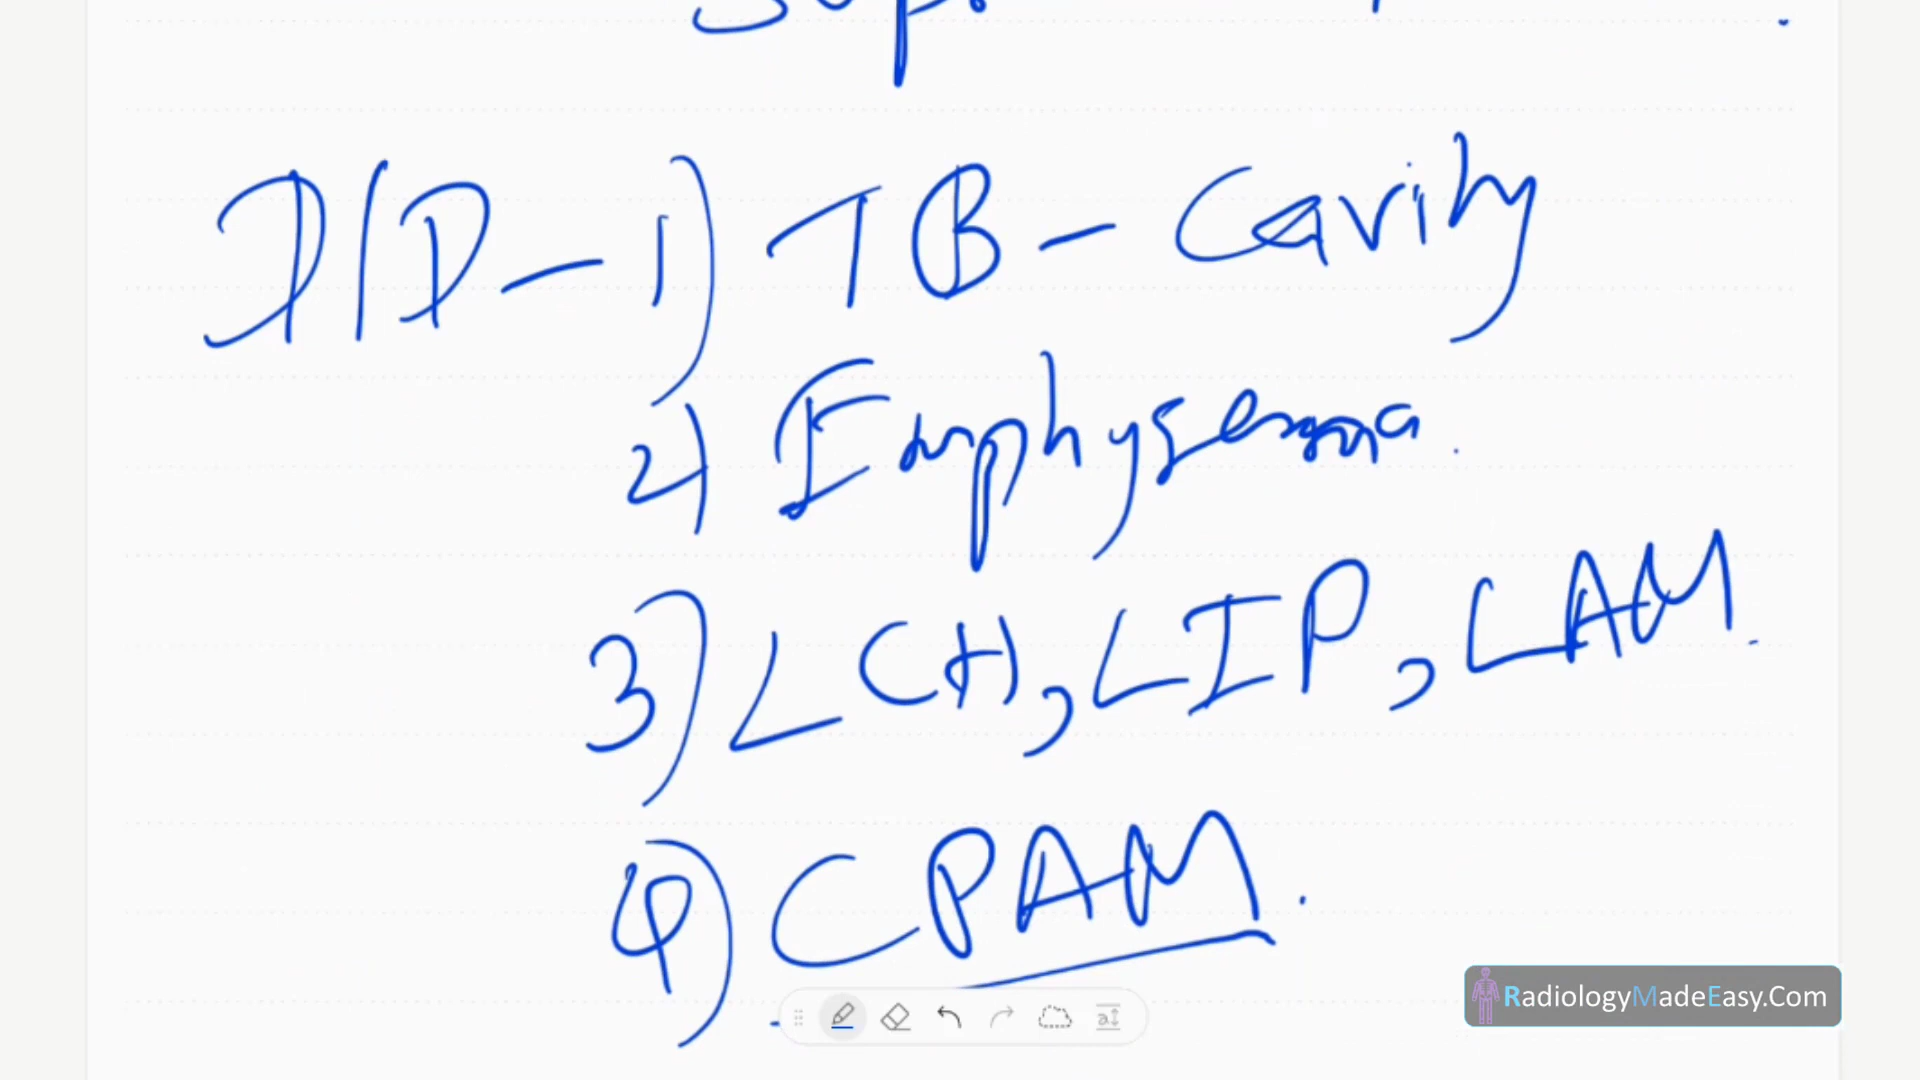 D/D - 1) TB - Cavity
2) Emphysema.
3) LCH, LIP, LAM.
4) CPAM.
RadiologyMadeEasy.Com